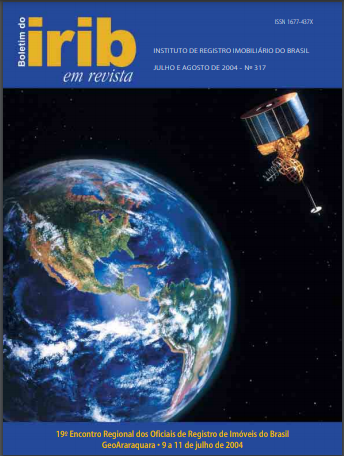 ISSN 1677-437X
Boletim do
irib
em revista
INSTITUTO DE REGISTRO IMOBILIÁRIO DO BRASIL
JULHO E AGOSTO DE 2004 – Nº 317
19º Encontro Regional dos Oficiais de Registro de Imóveis do Brasil
GeoAraraquara • 9 a 11 de julho de 2004